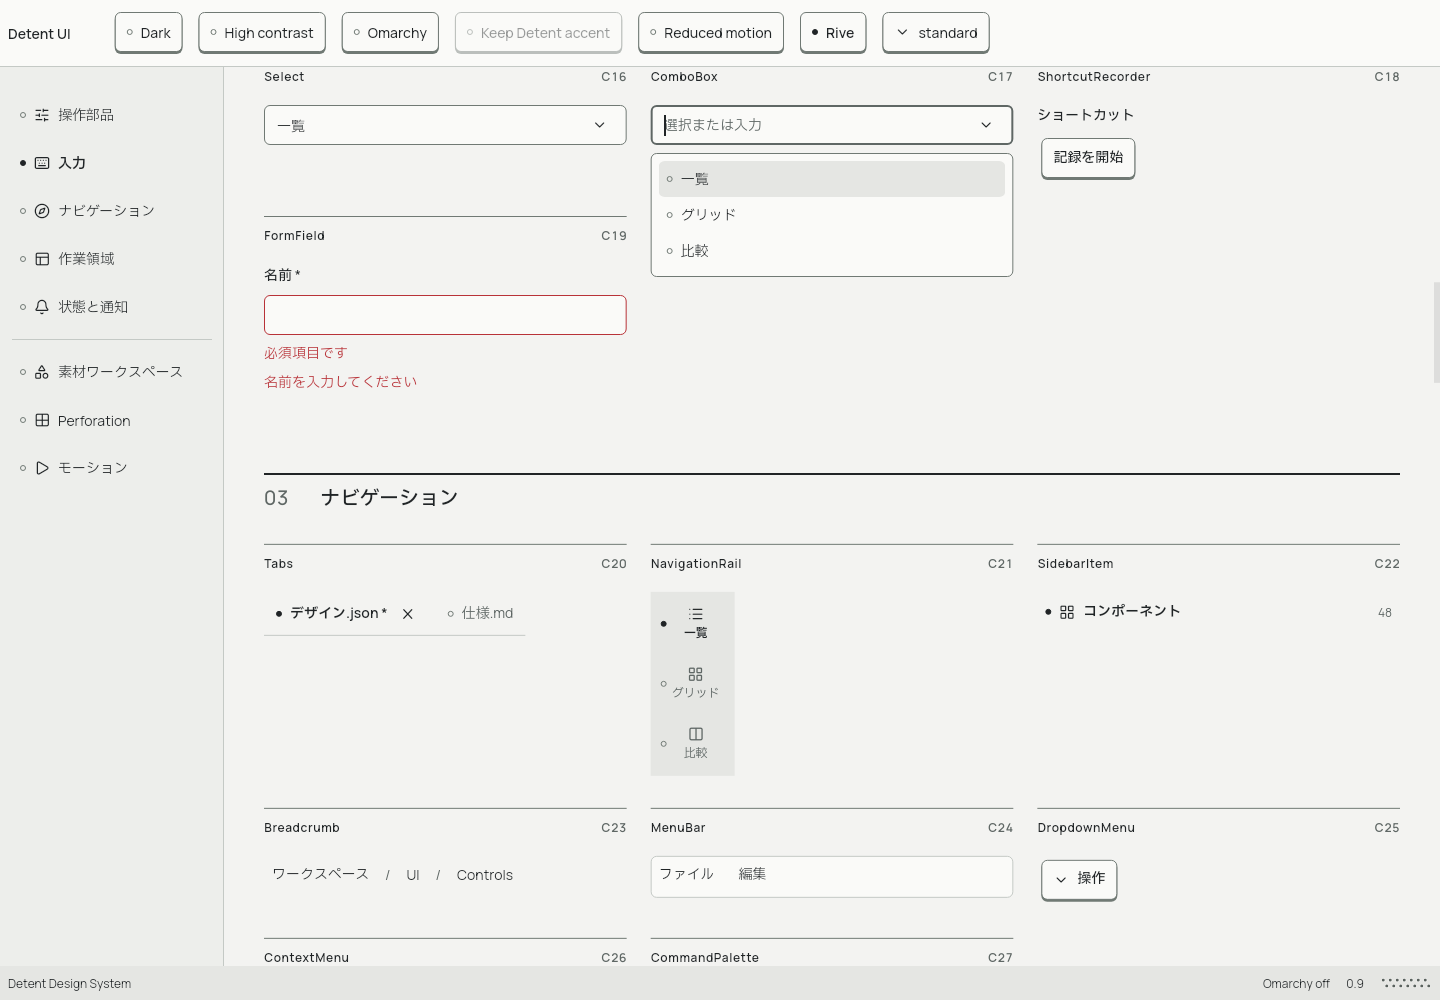 Detent UI
Dark
High contrast
Omarchy
Keep Detent accent
Reduced motion
Rive
standard
操作部品
入力
ナビゲーション
作業領域
状態と通知
素材ワークスペース
Perforation
モーション
Select C16
一覧
ComboBox C17
選択または入力
一覧
グリッド
比較
ShortcutRecorder C18
ショートカット
記録を開始
FormField C19
名前 *
必須項目です
名前を入力してください
03 ナビゲーション
Tabs C20
デザイン.json * 仕様.md
NavigationRail C21
一覧
グリッド
比較
SidebarItem C22
コンポーネント 48
Breadcrumb C23
ワークスペース / UI / Controls
MenuBar C24
ファイル 編集
DropdownMenu C25
操作
ContextMenu C26
CommandPalette C27
Detent Design System
Omarchy off 0.9